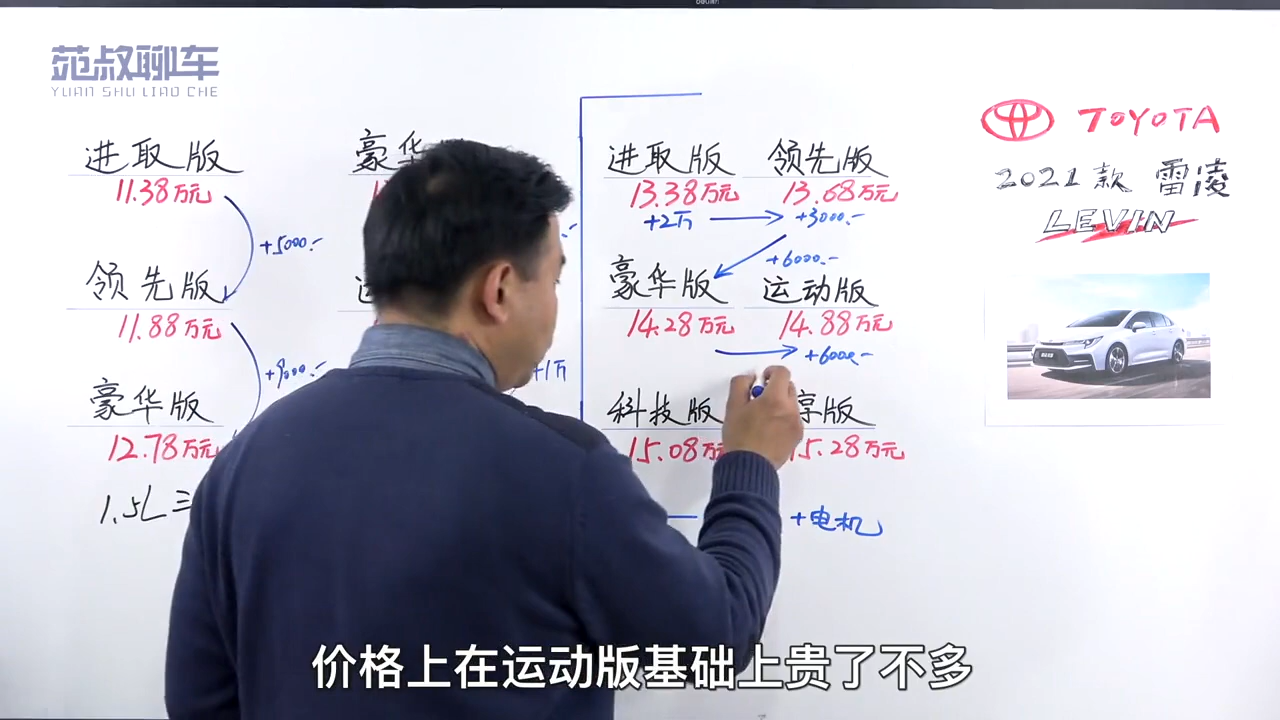 苑叔聊车
YUAN SHU LIAO CHE
进取版
11.38万元
+5000.-
领先版
11.88万元
+9000.-
豪华版
12.78万元
1.5L三
豪华
+1万
进取版 领先版
13.38万元 13.68万元
+2万 +3000.-
+6000.-
豪华版 运动版
14.28万元 14.88万元
+6000.-
科技版 享版
15.08万 15.28万元
+电机
TOYOTA
2021款 雷凌
LEVIN
价格上在运动版基础上贵了不多